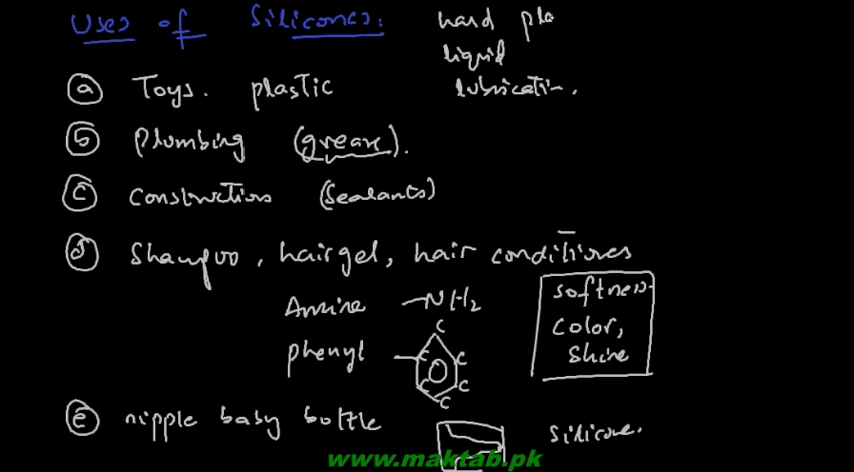 Uses of Silicones:
hard pla
liquid
lubrication.
(a) Toys. plastic
(b) Plumbing (grease).
(c) Construction (sealants)
(d) Shampoo, hairgel, hair conditiores
Amine —NH2
phenyl
C
C C
C C
C
softness
color,
shine
(e) nipple baby bottle
silicone.
www.maktab.pk